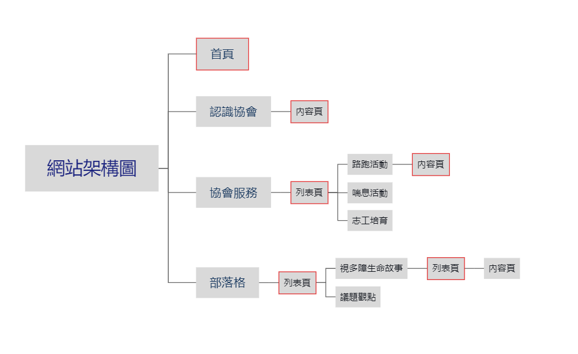 首頁
認識協會
內容頁
網站架構圖
路跑活動
內容頁
協會服務
列表頁
喘息活動
志工培育
視多障生命故事
列表頁
內容頁
部落格
列表頁
議題觀點